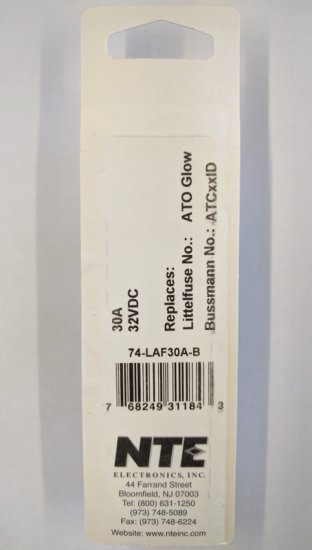 30A
32VDC
Replaces:
Littelfuse No.: ATO Glow
Bussmann No.: ATCxxID
74-LAF30A-B
7 68249 31184 3
NTE
ELECTRONICS, INC.
44 Farrand Street
Bloomfield, NJ 07003
Tel: (800) 631-1250
(973) 748-5089
Fax: (973) 748-6224
Website: www.nteinc.com